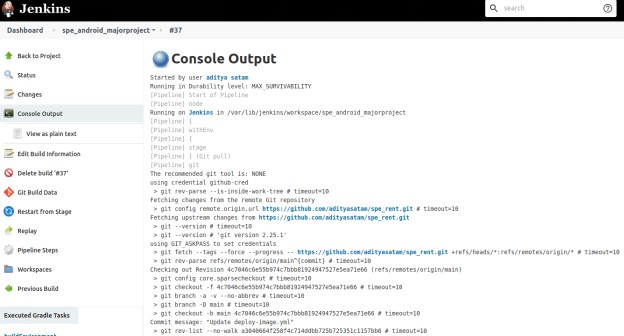 Jenkins
search
Dashboard
spe_android_majorproject
#37
Back to Project
Status
Changes
Console Output
View as plain text
Edit Build Information
Delete build '#37'
Git Build Data
Restart from Stage
Replay
Pipeline Steps
Workspaces
Previous Build
Executed Gradle Tasks
Console Output
Started by user aditya satam
Running in Durability level: MAX_SURVIVABILITY
[Pipeline] Start of Pipeline
[Pipeline] node
Running on Jenkins in /var/lib/jenkins/workspace/spe_android_majorproject
[Pipeline] {
[Pipeline] withEnv
[Pipeline] {
[Pipeline] stage
[Pipeline] { (Git pull)
[Pipeline] git
The recommended git tool is: NONE
using credential github-cred
> git rev-parse --is-inside-work-tree # timeout=10
Fetching changes from the remote Git repository
> git config remote.origin.url https://github.com/adityasatam/spe_rent.git # timeout=10
Fetching upstream changes from https://github.com/adityasatam/spe_rent.git
> git --version # timeout=10
> git --version # 'git version 2.25.1'
using GIT_ASKPASS to set credentials
> git fetch --tags --force --progress -- https://github.com/adityasatam/spe_rent.git +refs/heads/*:refs/remotes/origin/* # timeout=10
> git rev-parse refs/remotes/origin/main^{commit} # timeout=10
Checking out Revision 4c7046c6e55b974c7bbb81924947527e5ea71e66 (refs/remotes/origin/main)
> git config core.sparsecheckout # timeout=10
> git checkout -f 4c7046c6e55b974c7bbb81924947527e5ea71e66 # timeout=10
> git branch -a -v --no-abbrev # timeout=10
> git branch -D main # timeout=10
> git checkout -b main 4c7046c6e55b974c7bbb81924947527e5ea71e66 # timeout=10
Commit message: "Update deploy-image.yml"
> git rev-list --no-walk a3040664f258f4c714ddbb725b725351c1157b66 # timeout=10